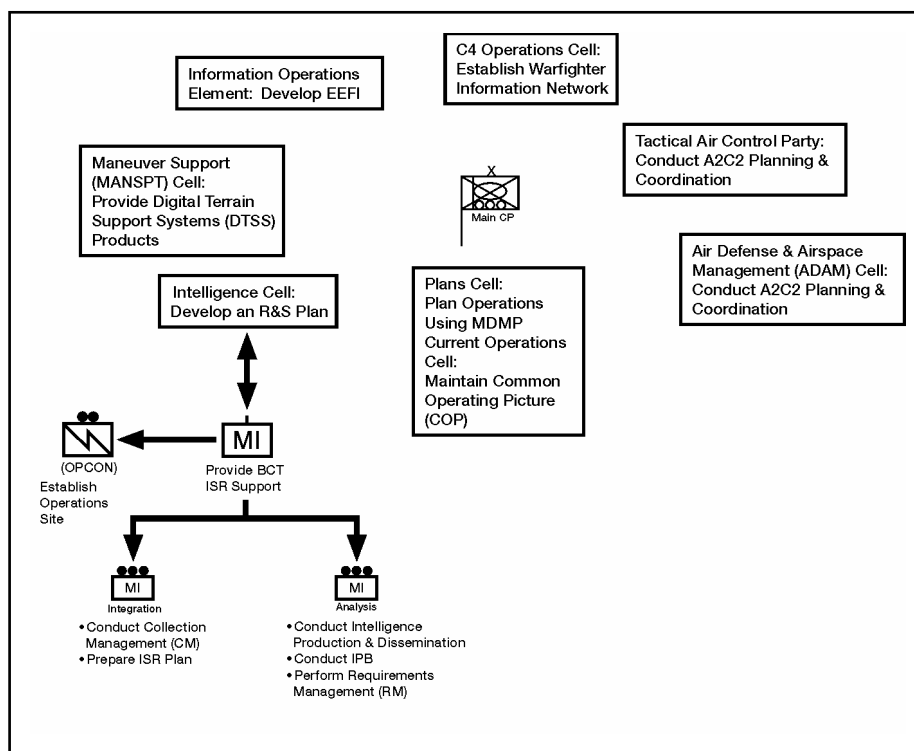 C4 Operations Cell:
Establish Warfighter
Information Network
Information Operations
Element: Develop EEFI
Tactical Air Control Party:
Conduct A2C2 Planning &
Coordination
Maneuver Support
(MANSPT) Cell:
Provide Digital Terrain
Support Systems (DTSS)
Products
X
Main CP
Air Defense & Airspace
Management (ADAM) Cell:
Conduct A2C2 Planning &
Coordination
Intelligence Cell:
Develop an R&S Plan
Plans Cell:
Plan Operations
Using MDMP
Current Operations
Cell:
Maintain Common
Operating Picture
(COP)
MI
Provide BCT
ISR Support
(OPCON)
Establish
Operations
Site
MI
Integration
• Conduct Collection
Management (CM)
• Prepare ISR Plan
MI
Analysis
• Conduct Intelligence
Production & Dissemination
• Conduct IPB
• Perform Requirements
Management (RM)